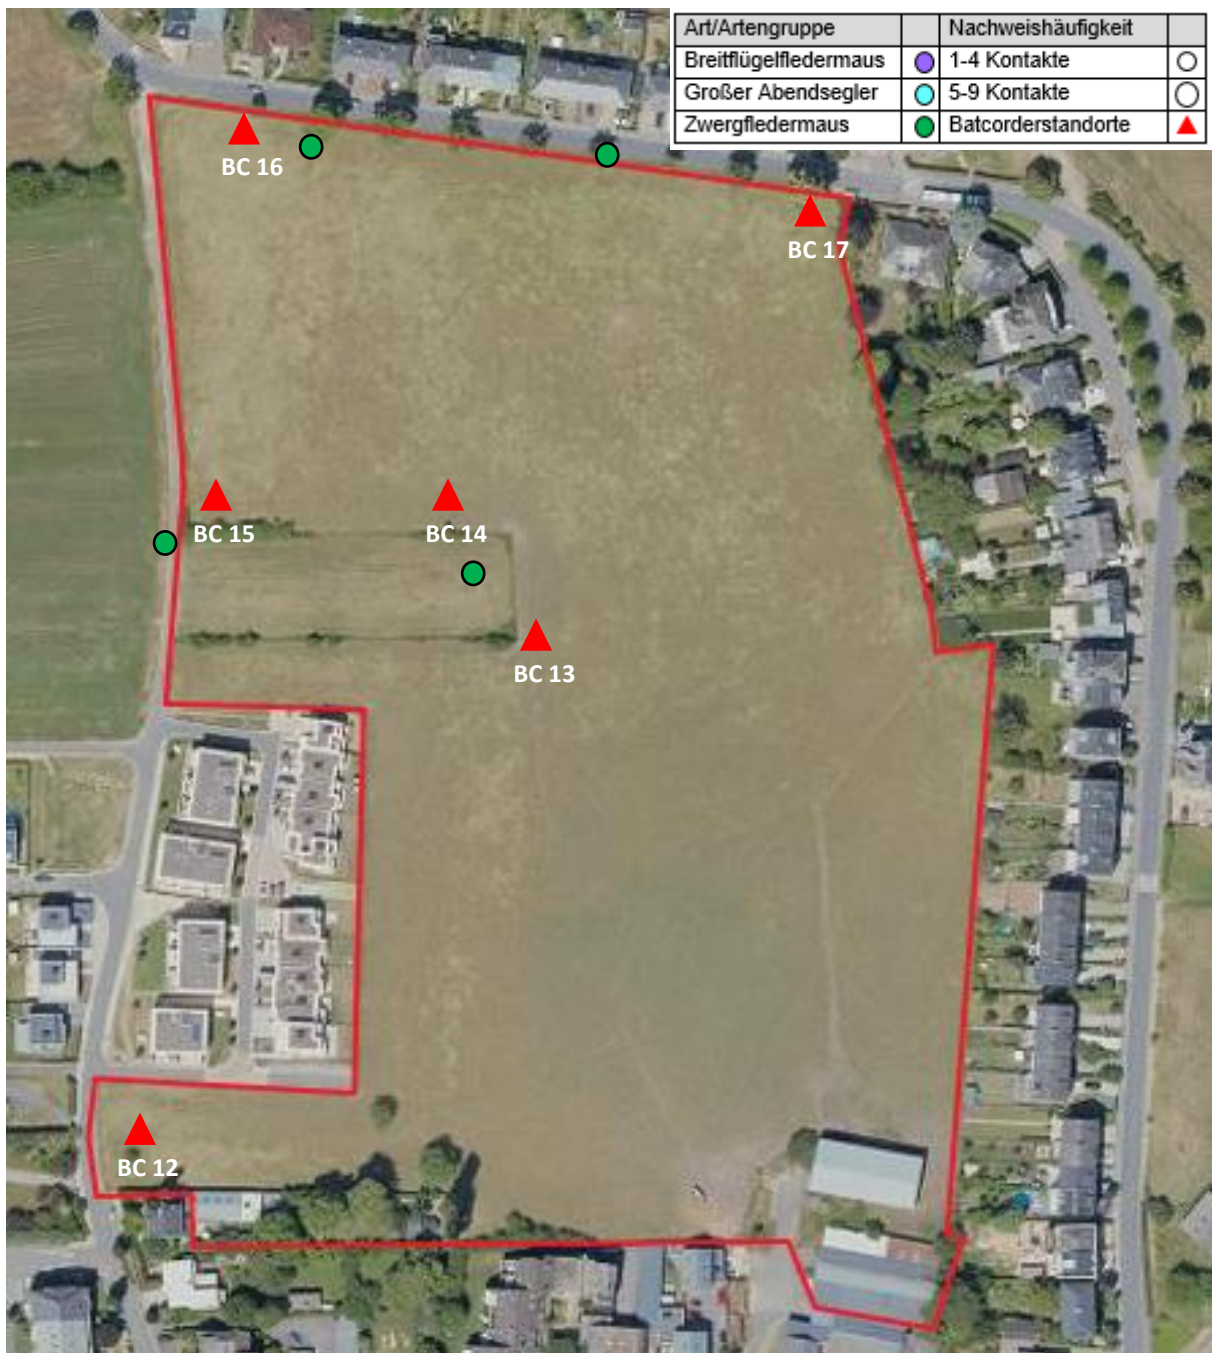 Art/Artengruppe Nachweishäufigkeit
Breitflügelfledermaus 1-4 Kontakte
Großer Abendsegler 5-9 Kontakte
Zwergfledermaus Batcorderstandorte
BC 16
BC 17
BC 15
BC 14
BC 13
BC 12